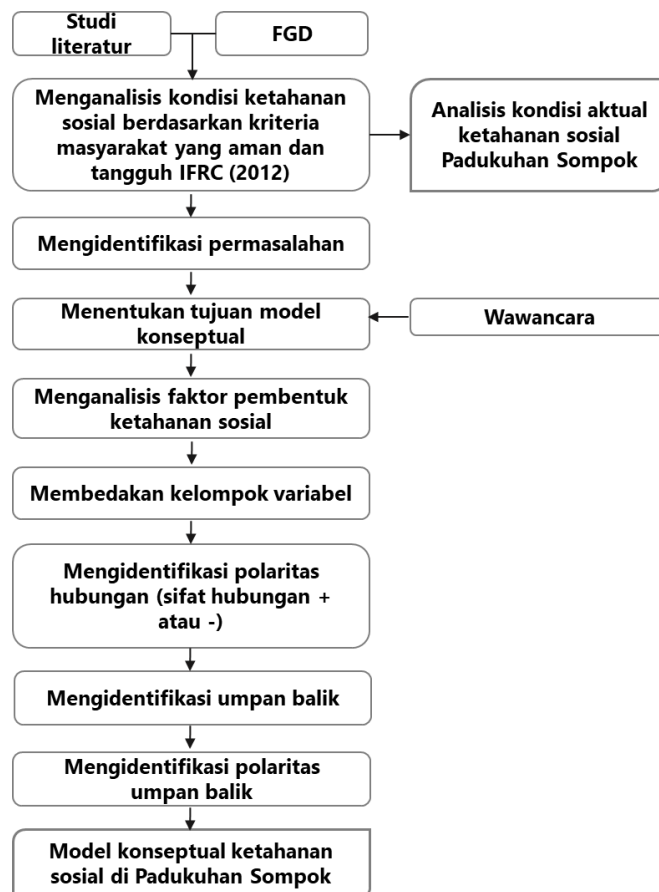 Studi
literatur
FGD
Menganalisis kondisi ketahanan
sosial berdasarkan kriteria
masyarakat yang aman dan
tangguh IFRC (2012)
Analisis kondisi aktual
ketahanan sosial
Padukuhan Sompok
Mengidentifikasi permasalahan
Menentukan tujuan model
konseptual
Wawancara
Menganalisis faktor pembentuk
ketahanan sosial
Membedakan kelompok variabel
Mengidentifikasi polaritas
hubungan (sifat hubungan +
atau -)
Mengidentifikasi umpan balik
Mengidentifikasi polaritas
umpan balik
Model konseptual ketahanan
sosial di Padukuhan Sompok